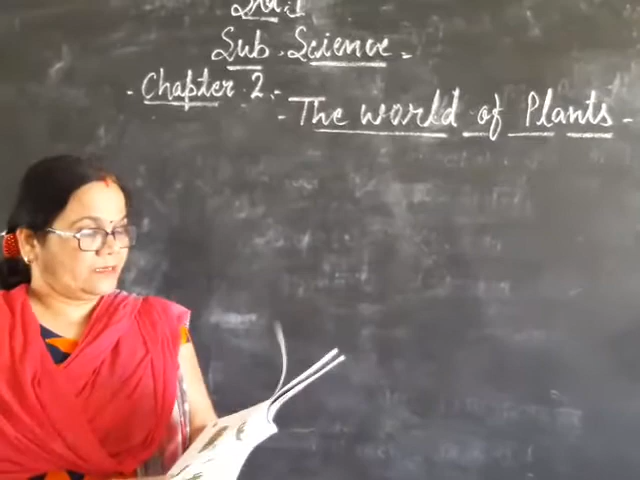 Sub. Science -
- Chapter 2.-
- The world of Plants -